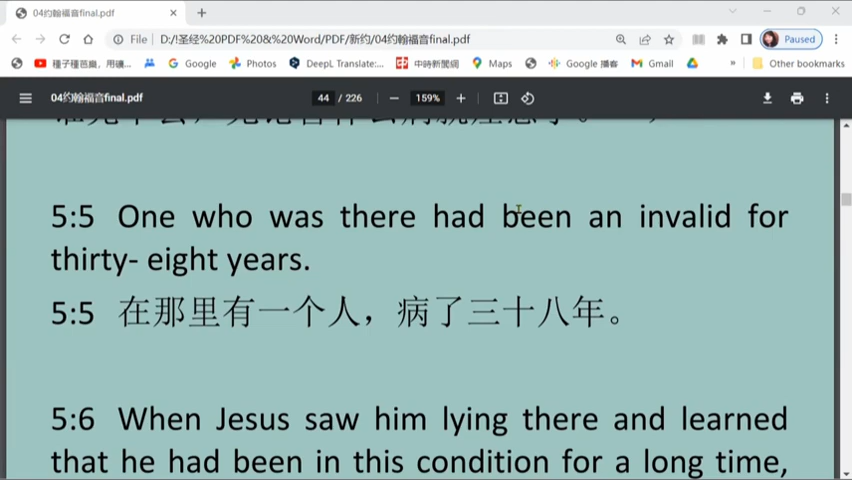 04约翰福音final.pdf
File D:/!圣经%20PDF%20&%20Word/PDF/新约/04约翰福音final.pdf Paused
種子種芭樂，用礦... Google Photos DeepL Translate:... 中時新聞網 Maps Google 播客 Gmail » Other bookmarks
04约翰福音final.pdf 44 / 226 159%
5:5 One who was there had been an invalid for
thirty- eight years.
5:5 在那里有一个人，病了三十八年。
5:6 When Jesus saw him lying there and learned
that he had been in this condition for a long time,